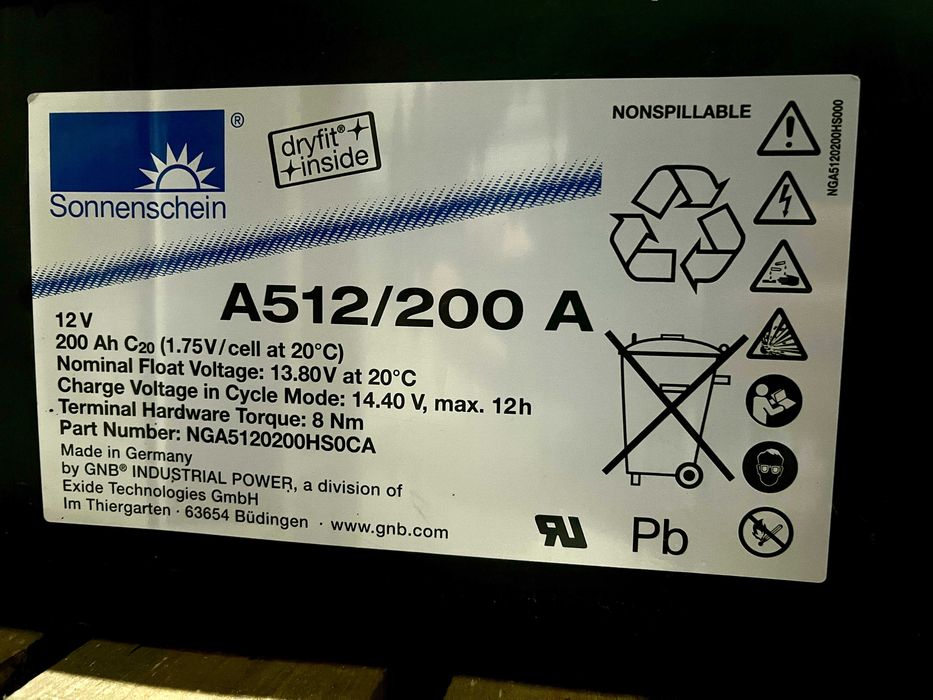 Sonnenschein
®
dryfit®
inside
NONSPILLABLE
NGA5120200HS000
A512/200 A
12 V
200 Ah C20 (1.75 V/cell at 20°C)
Nominal Float Voltage: 13.80V at 20°C
Charge Voltage in Cycle Mode: 14.40 V, max. 12h
Terminal Hardware Torque: 8 Nm
Part Number: NGA5120200HS0CA
Made in Germany
by GNB® INDUSTRIAL POWER, a division of
Exide Technologies GmbH
Im Thiergarten · 63654 Büdingen · www.gnb.com
Pb